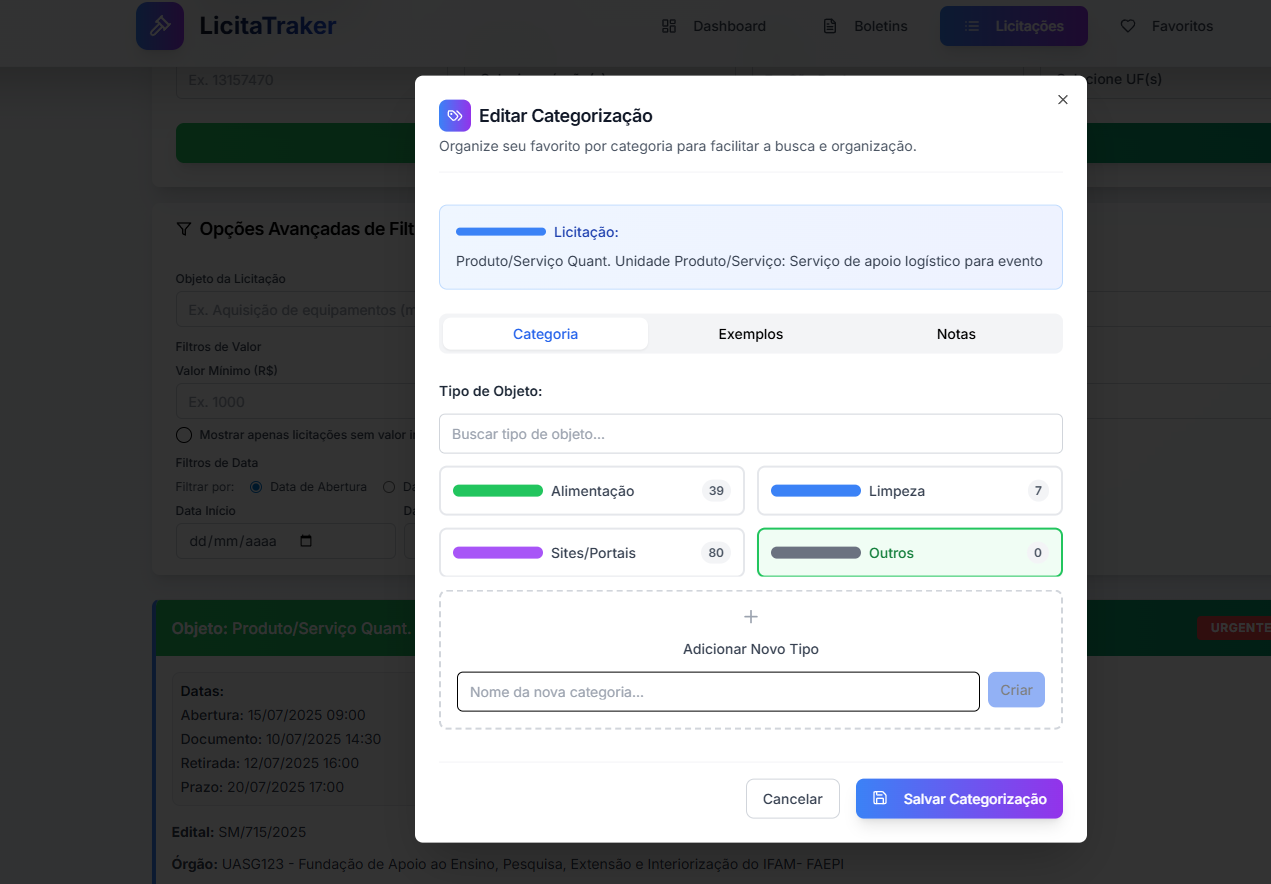 LicitaTraker
Dashboard
Boletins
Licitações
Favoritos
Ex. 13157470
cione UF(s)
Opções Avançadas de Filt
Objeto da Licitação
Ex. Aquisição de equipamentos (m
Filtros de Valor
Valor Mínimo (R$)
Ex. 1000
Mostrar apenas licitações sem valor i
Filtros de Data
Filtrar por:
Data de Abertura
Da
Data Início
Da
dd/mm/aaaa
Objeto: Produto/Serviço Quant.
URGENTE
Datas:
Abertura: 15/07/2025 09:00
Documento: 10/07/2025 14:30
Retirada: 12/07/2025 16:00
Prazo: 20/07/2025 17:00
Edital: SM/715/2025
Órgão: UASG123 - Fundação de Apoio ao Ensino, Pesquisa, Extensão e Interiorização do IFAM- FAEPI
Editar Categorização
Organize seu favorito por categoria para facilitar a busca e organização.
Licitação:
Produto/Serviço Quant. Unidade Produto/Serviço: Serviço de apoio logístico para evento
Categoria
Exemplos
Notas
Tipo de Objeto:
Buscar tipo de objeto...
Alimentação 39
Limpeza 7
Sites/Portais 80
Outros 0
Adicionar Novo Tipo
Nome da nova categoria...
Criar
Cancelar
Salvar Categorização